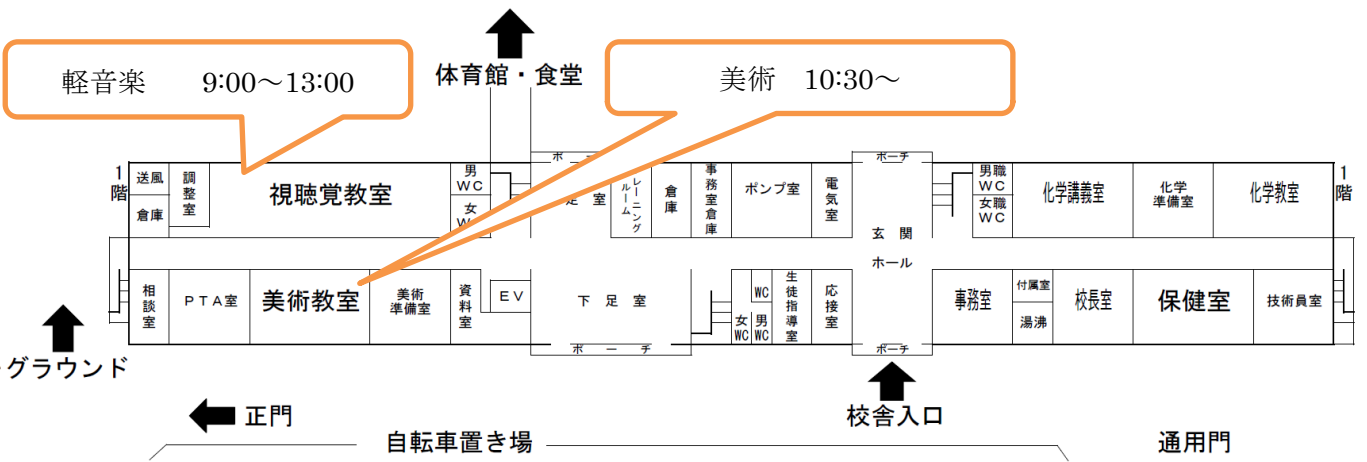 軽音楽　9:00～13:00
美術　10:30～
体育館・食堂
ポー
ポーチ
1階
送風
倉庫
調整室
視聴覚教室
男WC
女W
足室
レーニングルーム
倉庫
事務室倉庫
ポンプ室
電気室
玄関ホール
男職WC
女職WC
化学講義室
化学準備室
化学教室
1階
相談室
PTA室
美術教室
美術準備室
資料室
EV
下足室
女WC
男WC
WC
生徒指導室
応接室
事務室
付属室
湯沸
校長室
保健室
技術員室
ポーチ
ポーチ
グラウンド
正門
校舎入口
自転車置き場
通用門